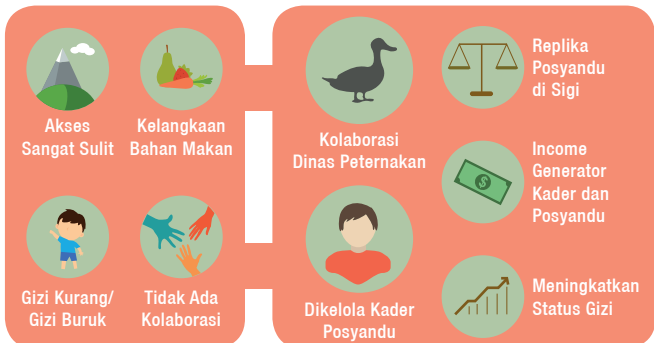 Akses
Sangat Sulit
Kelangkaan
Bahan Makan
Gizi Kurang/
Gizi Buruk
Tidak Ada
Kolaborasi
Kolaborasi
Dinas Peternakan
Dikelola Kader
Posyandu
Replika
Posyandu
di Sigi
Income
Generator
Kader dan
Posyandu
Meningkatkan
Status Gizi